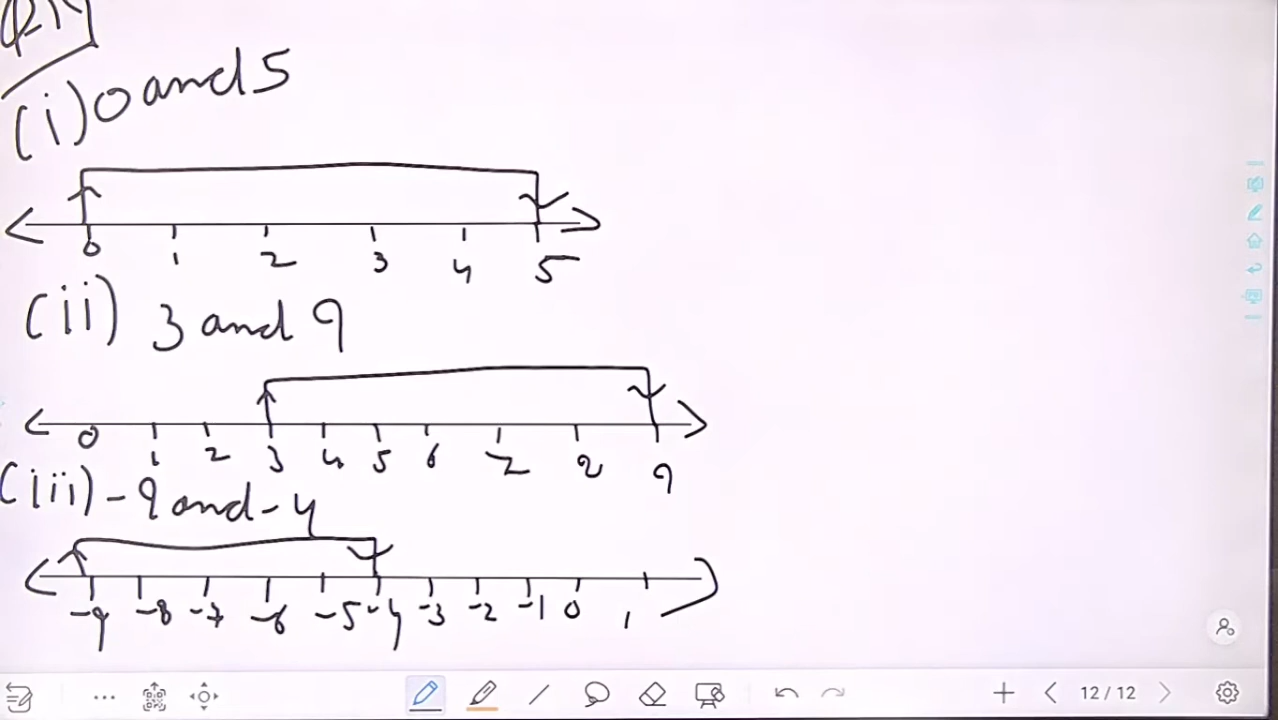 (i) 0 and 5
0 1 2 3 4 5
(ii) 3 and 9
0 1 2 3 4 5 6 7 8 9
(iii) -9 and -4
-9 -8 -7 -6 -5 -4 -3 -2 -1 0 1
12/12